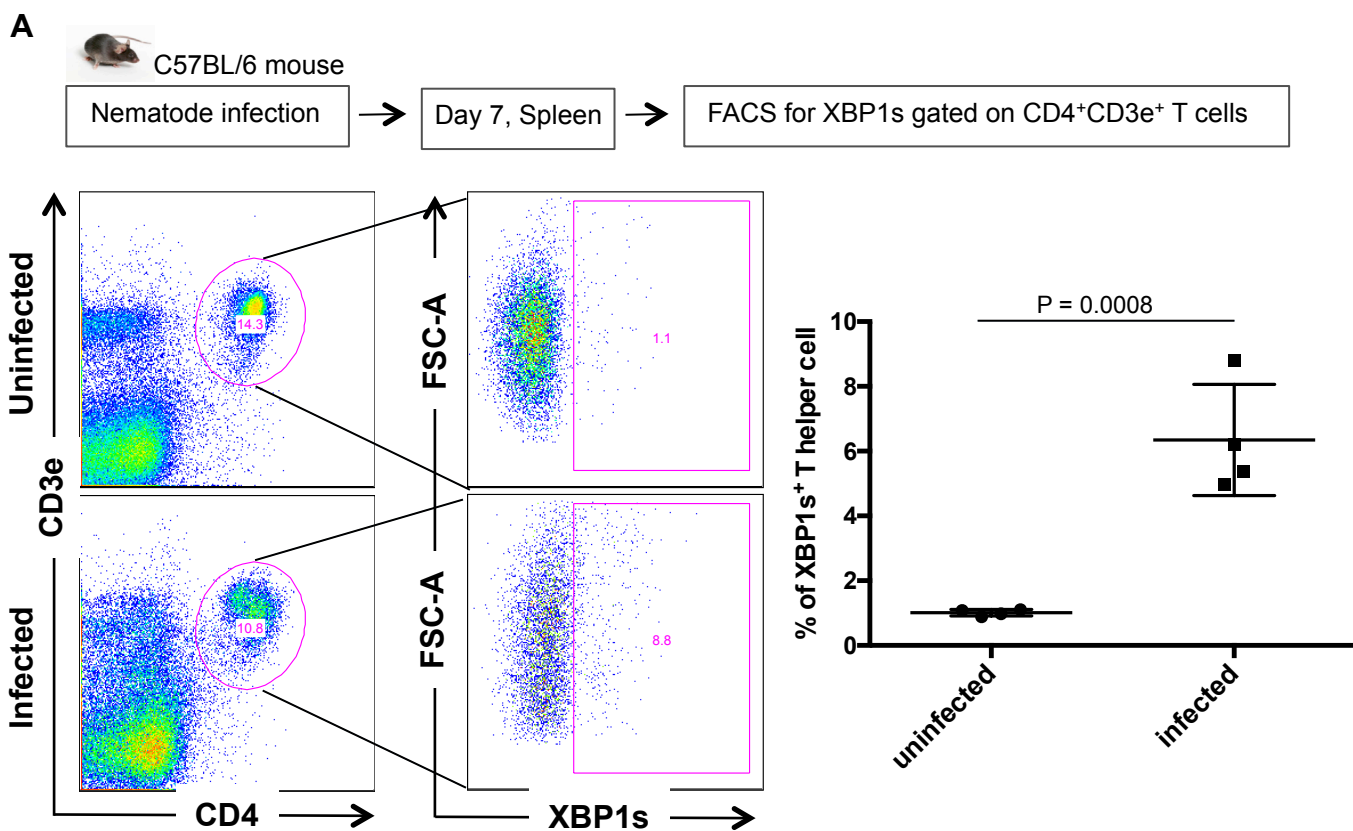 A
C57BL/6 mouse
Nematode infection
Day 7, Spleen
FACS for XBP1s gated on CD4⁺CD3e⁺ T cells
Uninfected
Infected
CD3e
14.3
10.8
CD4
FSC-A
FSC-A
1.1
8.8
XBP1s
P = 0.0008
% of XBP1s⁺ T helper cell
10
8
6
4
2
0
uninfected
infected